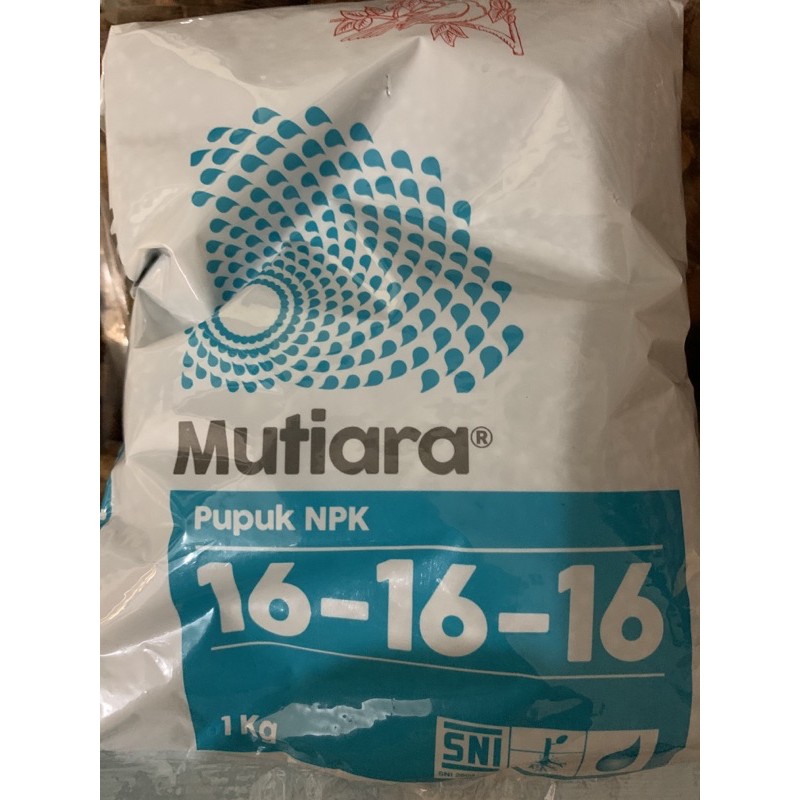 Mutiara®
Pupuk NPK
16-16-16
1 Kg
SNI